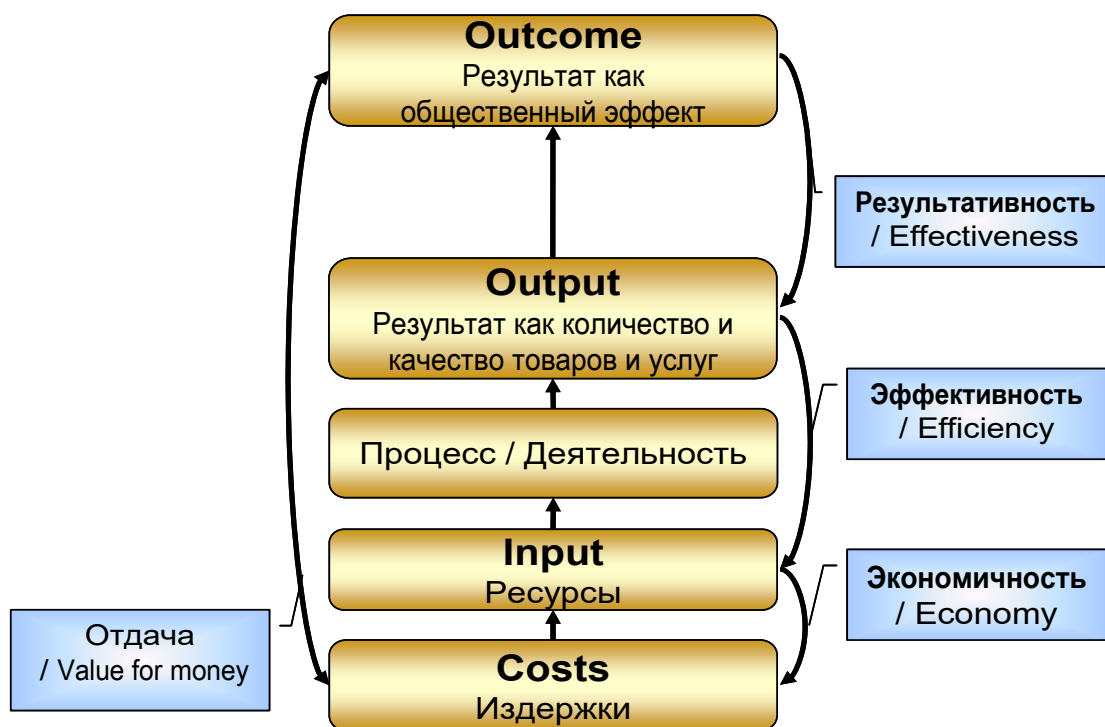 Outcome
Результат как
общественный эффект
Результативность
/ Effectiveness
Output
Результат как количество и
качество товаров и услуг
Эффективность
/ Efficiency
Процесс / Деятельность
Input
Ресурсы
Экономичность
/ Economy
Отдача
/ Value for money
Costs
Издержки